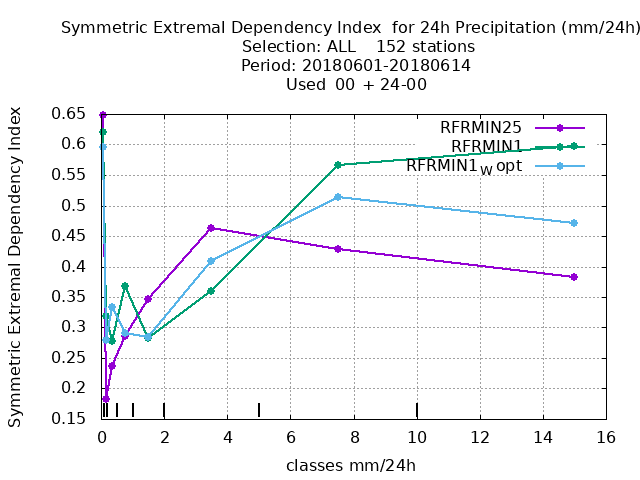 Symmetric Extremal Dependency Index  for 24h Precipitation (mm/24h)
Selection: ALL    152 stations
Period: 20180601-20180614
Used  00  + 24-00
Symmetric Extremal Dependency Index
0.65
0.6
0.55
0.5
0.45
0.4
0.35
0.3
0.25
0.2
0.15
RFRMIN25
RFRMIN1
RFRMIN1W opt
0 2 4 6 8 10 12 14 16
classes mm/24h